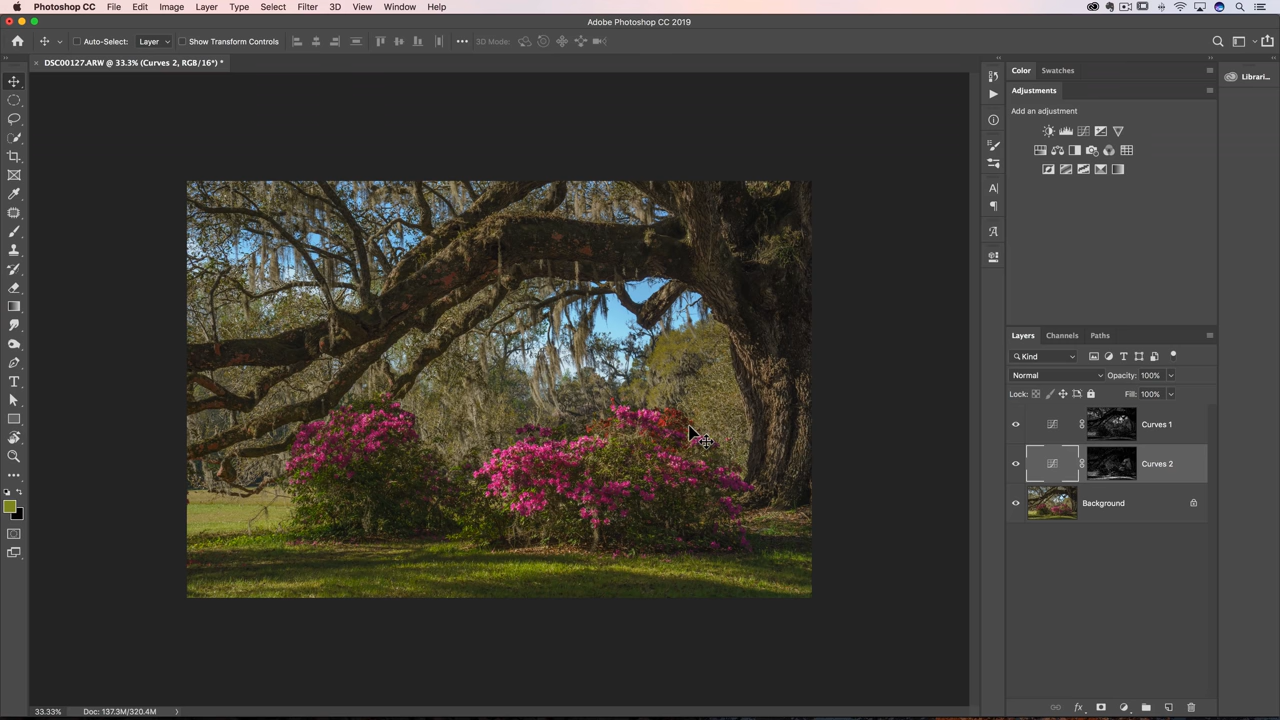 Photoshop CC File Edit Image Layer Type Select Filter 3D View Window Help
Adobe Photoshop CC 2019
Auto-Select: Layer Show Transform Controls 3D Mode:
× DSC00127.ARW @ 33.3% (Curves 2, RGB/16*) *
Color Swatches
Librari...
Adjustments
Add an adjustment
Layers Channels Paths
Kind
Normal Opacity: 100%
Lock: Fill: 100%
Curves 1
Curves 2
Background
33.33% Doc: 137.3M/320.4M